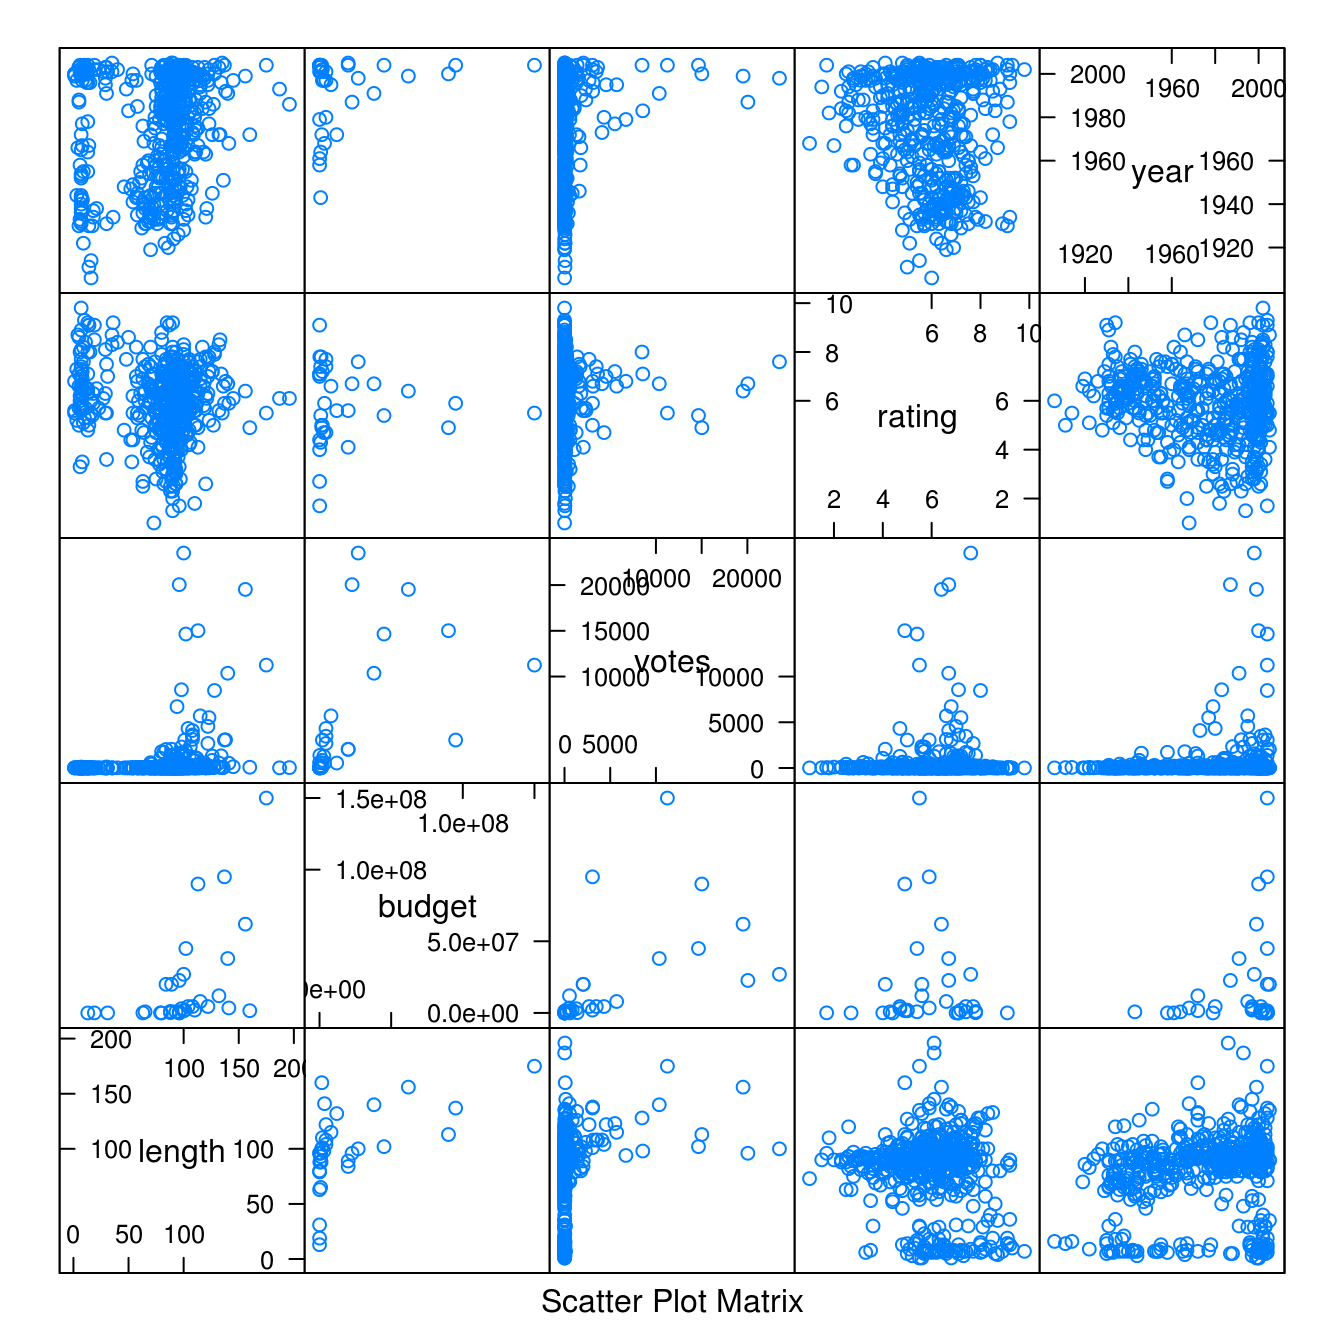 2000
1960 2000
1980
1960 year 1960
1940
1920 1960 1920
10
6 8 10
8
6 rating 6
4
2 4 6 2
10000 20000
20000
15000
votes
10000 10000
5000
0 5000
0
1.5e+08
1.0e+08
1.0e+08
budget
5.0e+07
0e+00
0.0e+00
200
100 150 200
150
100 length 100
50
0 50 100
0
Scatter Plot Matrix